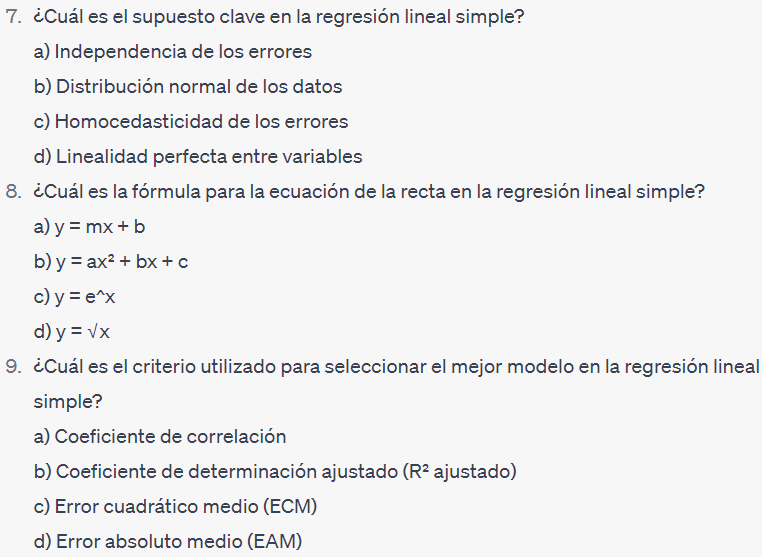 7. ¿Cuál es el supuesto clave en la regresión lineal simple?
a) Independencia de los errores
b) Distribución normal de los datos
c) Homocedasticidad de los errores
d) Linealidad perfecta entre variables
8. ¿Cuál es la fórmula para la ecuación de la recta en la regresión lineal simple?
a) y = mx + b
b) y = ax² + bx + c
c) y = e^x
d) y = √x
9. ¿Cuál es el criterio utilizado para seleccionar el mejor modelo en la regresión lineal
simple?
a) Coeficiente de correlación
b) Coeficiente de determinación ajustado (R² ajustado)
c) Error cuadrático medio (ECM)
d) Error absoluto medio (EAM)